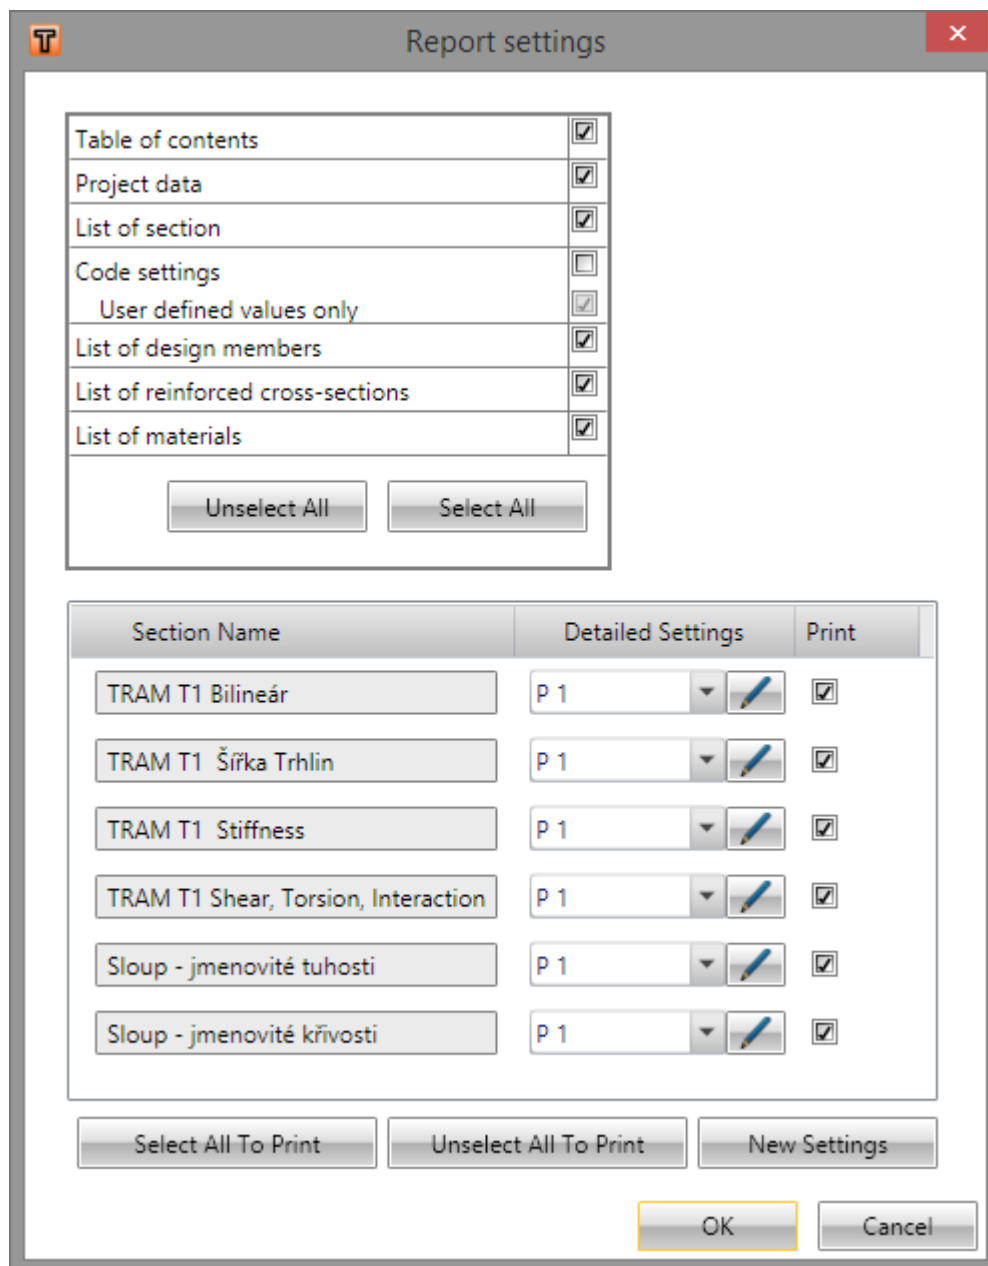 Report settings
Table of contents
Project data
List of section
Code settings
User defined values only
List of design members
List of reinforced cross-sections
List of materials
Unselect All Select All
Section Name Detailed Settings Print
TRAM T1 Bilineár P 1
TRAM T1 Šířka Trhlin P 1
TRAM T1 Stiffness P 1
TRAM T1 Shear, Torsion, Interaction P 1
Sloup - jmenovité tuhosti P 1
Sloup - jmenovité křivosti P 1
Select All To Print Unselect All To Print New Settings
OK Cancel